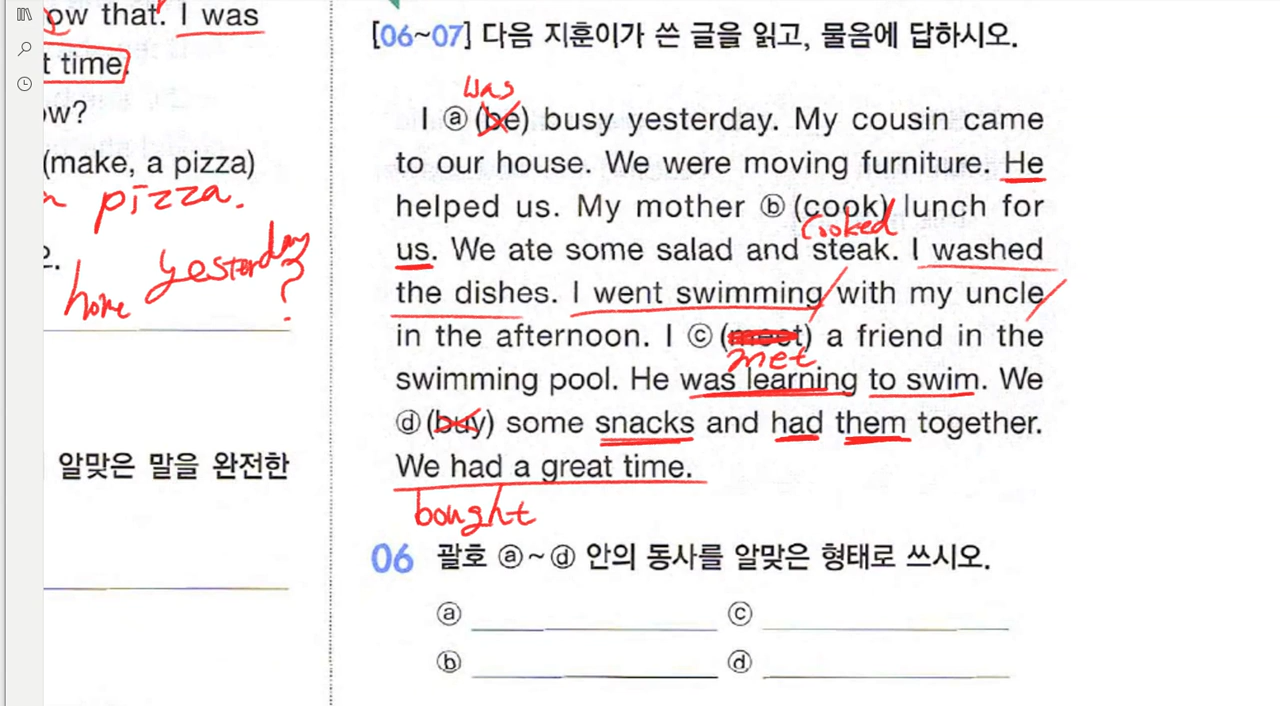 ow that. I was
t time.
ow?
(make, a pizza)
pizza.
home yesterday?
알맞은 말을 완전한
[06~07] 다음 지훈이가 쓴 글을 읽고, 물음에 답하시오.
was
I ⓐ (be) busy yesterday. My cousin came
to our house. We were moving furniture. He
helped us. My mother ⓑ (cook) lunch for
cooked
us. We ate some salad and steak. I washed
the dishes. I went swimming/with my uncle/
in the afternoon. I ⓒ (meet) a friend in the
met
swimming pool. He was learning to swim. We
ⓓ (buy) some snacks and had them together.
We had a great time.
bought
06 괄호 ⓐ~ⓓ 안의 동사를 알맞은 형태로 쓰시오.
ⓐ ⓒ
ⓑ ⓓ